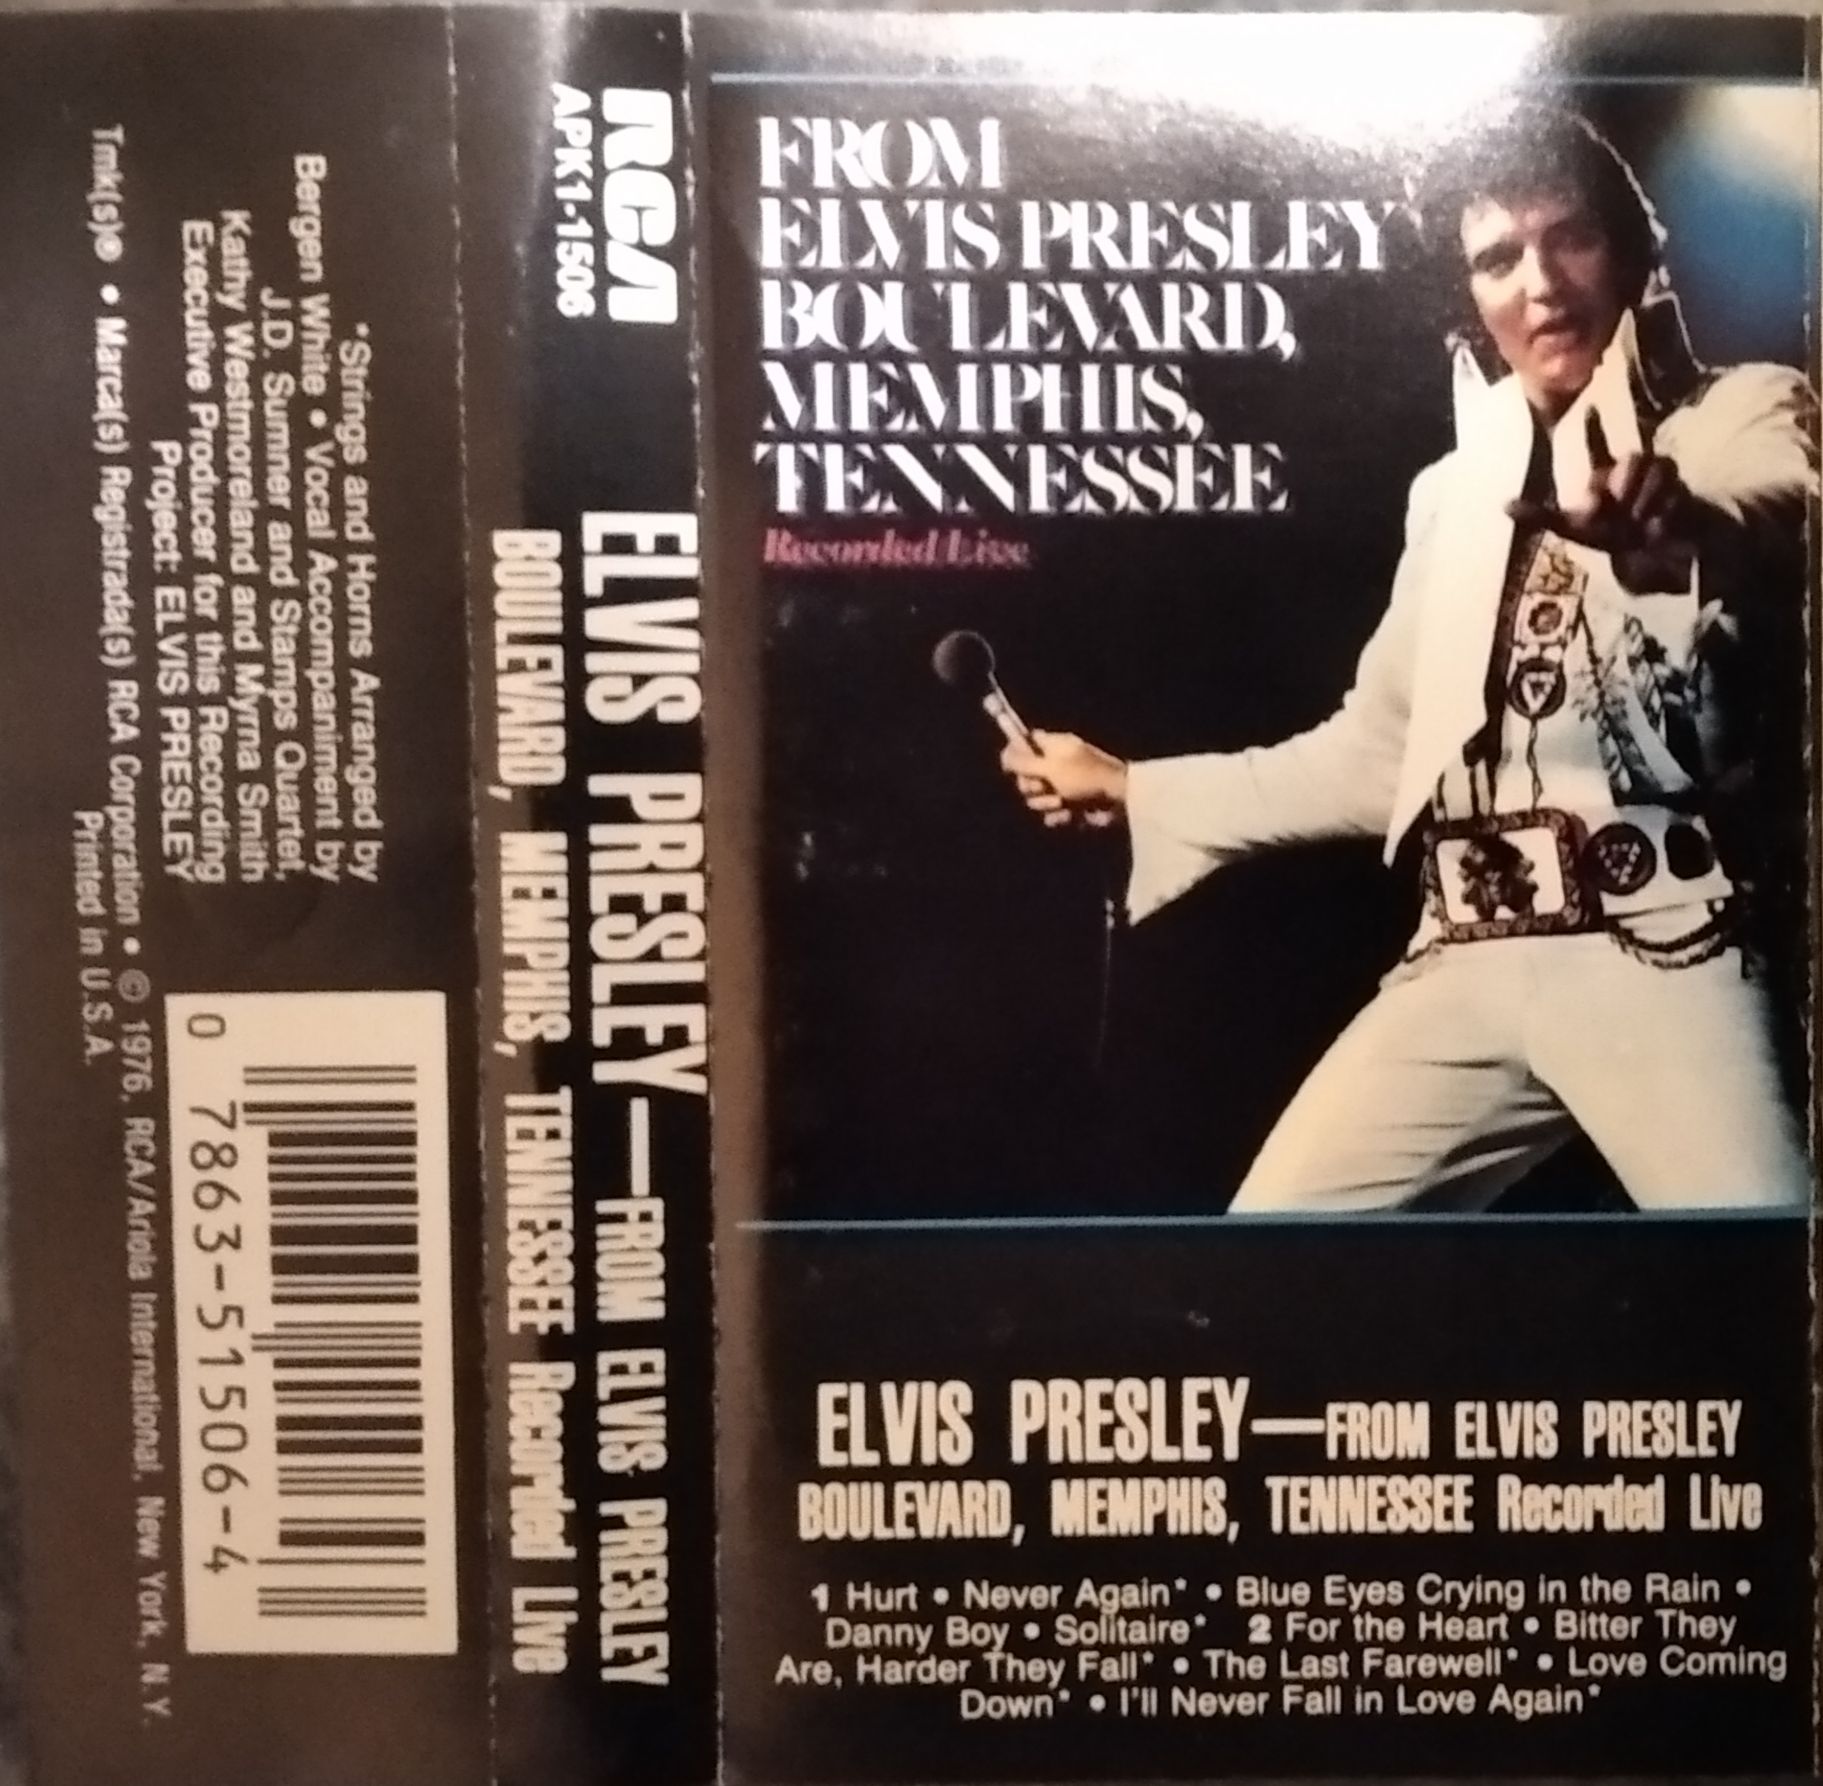 FROM
ELVIS PRESLEY
BOULEVARD,
MEMPHIS,
TENNESSEE
Recorded Live
ELVIS PRESLEY—FROM ELVIS PRESLEY
BOULEVARD, MEMPHIS, TENNESSEE Recorded Live
1 Hurt • Never Again* • Blue Eyes Crying in the Rain •
Danny Boy • Solitaire* 2 For the Heart • Bitter They
Are, Harder They Fall* • The Last Farewell* • Love Coming
Down* • I'll Never Fall in Love Again*
RCA
APK1-1506
ELVIS PRESLEY—FROM ELVIS PRESLEY
BOULEVARD, MEMPHIS, TENNESSEE Recorded Live
*Strings and Horns Arranged by
Bergen White • Vocal Accompaniment by
J.D. Sumner and Stamps Quartet,
Kathy Westmoreland and Myrna Smith
Executive Producer for this Recording
Project: ELVIS PRESLEY
Tmk(s)® • Marca(s) Registrada(s) RCA Corporation • © 1976, RCA/Ariola International, New York, N.Y.
Printed in U.S.A.
0 7863-51506-4